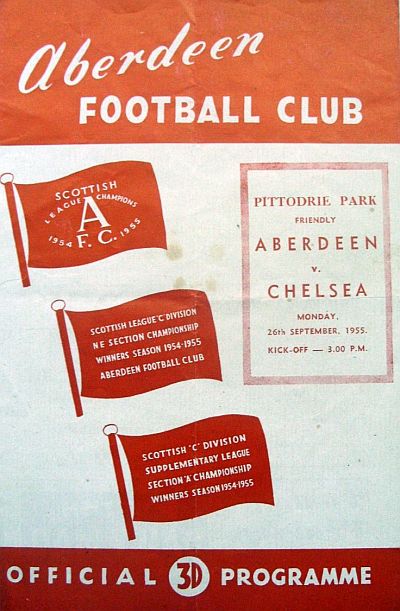 Aberdeen
FOOTBALL CLUB
SCOTTISH
LEAGUE CHAMPIONS
A
1954 F. C. 1955
PITTODRIE PARK
FRIENDLY
ABERDEEN
v.
CHELSEA
MONDAY,
26th SEPTEMBER, 1955.
KICK-OFF — 3.00 P.M.
SCOTTISH LEAGUE "C" DIVISION
N E SECTION CHAMPIONSHIP
WINNERS SEASON 1954-1955
ABERDEEN FOOTBALL CLUB
SCOTTISH "C" DIVISION
SUPPLEMENTARY LEAGUE
SECTION "A" CHAMPIONSHIP
WINNERS SEASON 1954-1955
OFFICIAL 3D PROGRAMME